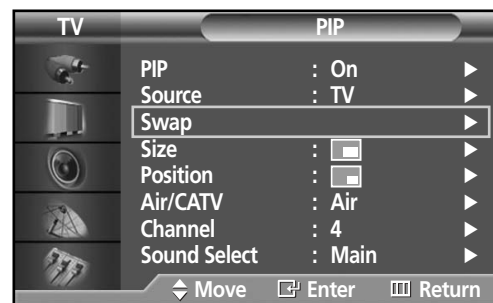 TV PIP
PIP : On
Source : TV
Swap
Size :
Position :
Air/CATV : Air
Channel : 4
Sound Select : Main
Move Enter Return